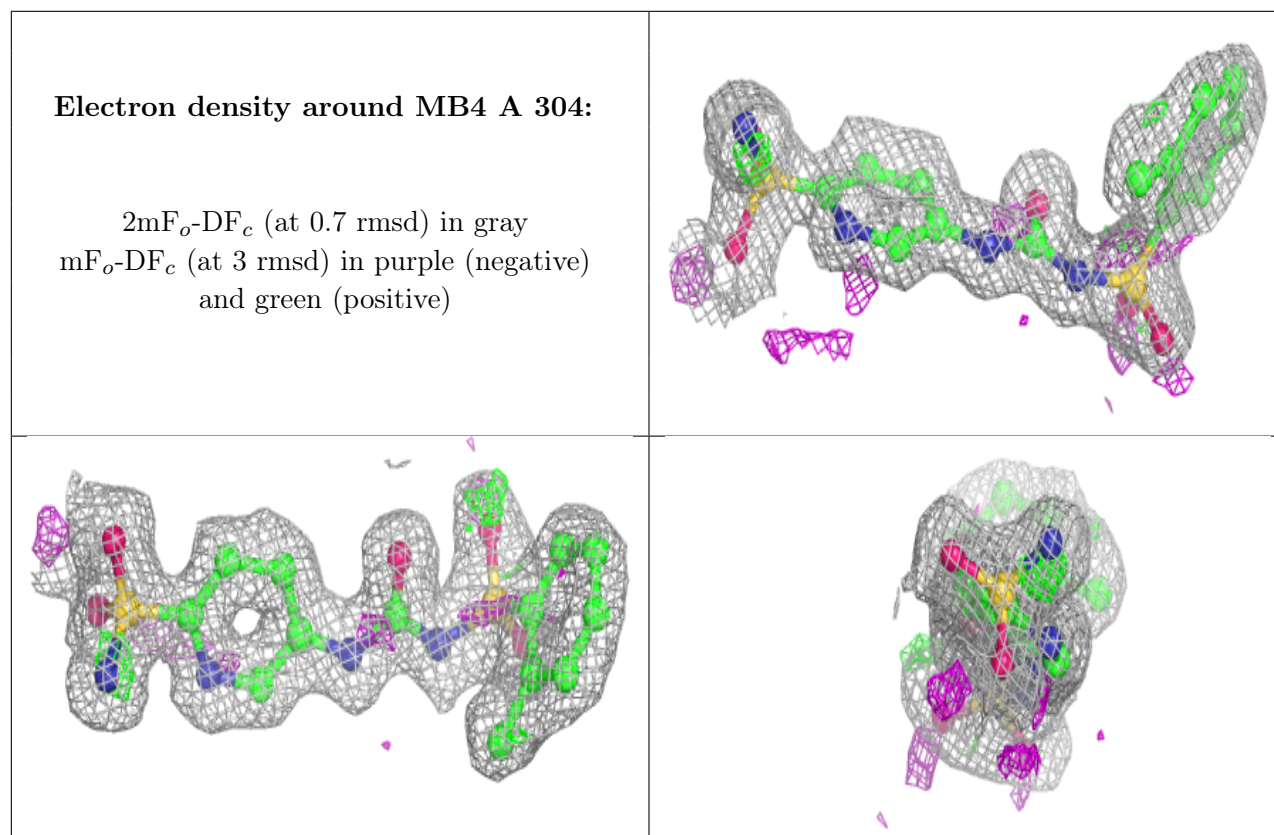 Electron density around MB4 A 304:
2mFo-DFc (at 0.7 rmsd) in gray
mFo-DFc (at 3 rmsd) in purple (negative)
and green (positive)